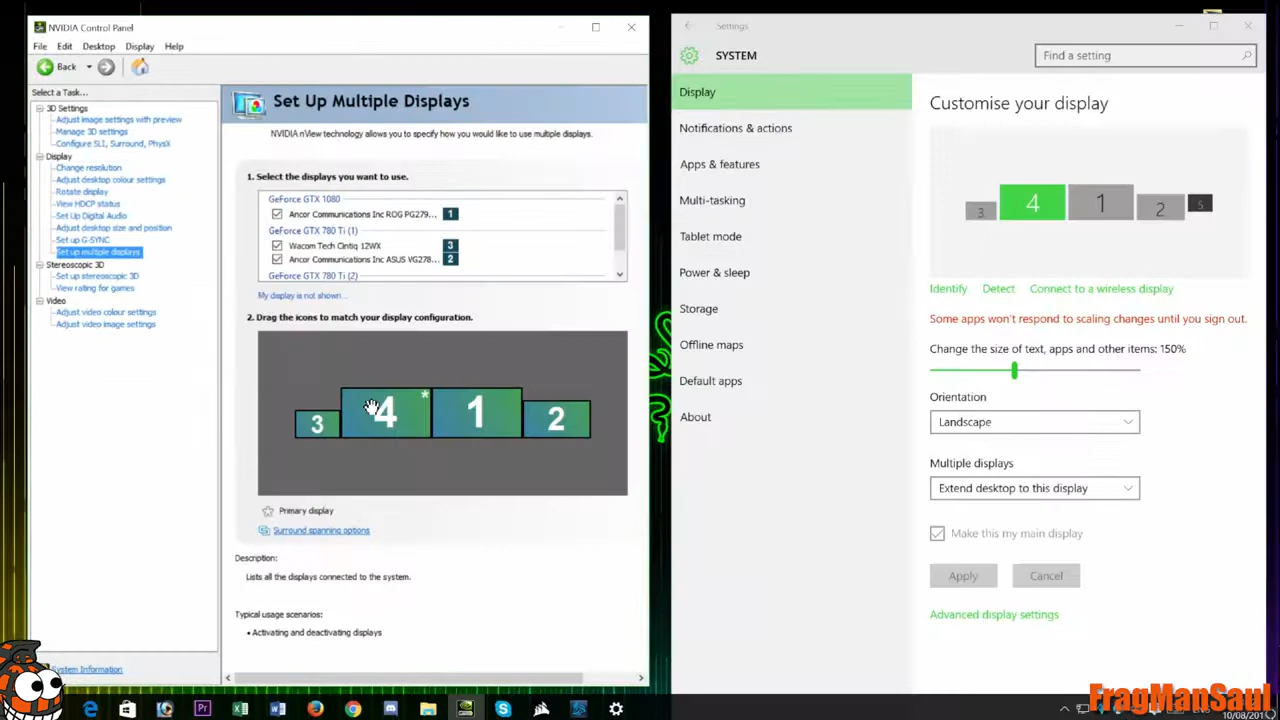 NVIDIA Control Panel
File Edit Desktop Display Help
Back
Select a Task...
3D Settings
Adjust image settings with preview
Manage 3D settings
Configure SLI, Surround, PhysX
Display
Change resolution
Adjust desktop colour settings
Rotate display
View HDCP status
Set Up Digital Audio
Adjust desktop size and position
Set up G-SYNC
Set up multiple displays
Stereoscopic 3D
Set up stereoscopic 3D
View rating for games
Video
Adjust video colour settings
Adjust video image settings
System Information
Set Up Multiple Displays
NVIDIA nView technology allows you to specify how you would like to use multiple displays.
1. Select the displays you want to use.
GeForce GTX 1080
Ancor Communications Inc ROG PG279... 1
GeForce GTX 780 Ti (1)
Wacom Tech Cintiq 12WX 3
Ancor Communications Inc ASUS VG278... 2
GeForce GTX 780 Ti (2)
My display is not shown...
2. Drag the icons to match your display configuration.
3 4 * 1 2
Primary display
Surround spanning options
Description:
Lists all the displays connected to the system.
Typical usage scenarios:
• Activating and deactivating displays
Settings
SYSTEM
Find a setting
Display
Notifications & actions
Apps & features
Multi-tasking
Tablet mode
Power & sleep
Storage
Offline maps
Default apps
About
Customise your display
3 4 1 2 5
Identify Detect Connect to a wireless display
Some apps won't respond to scaling changes until you sign out.
Change the size of text, apps and other items: 150%
Orientation
Landscape
Multiple displays
Extend desktop to this display
Make this my main display
Apply Cancel
Advanced display settings
FragManSaul